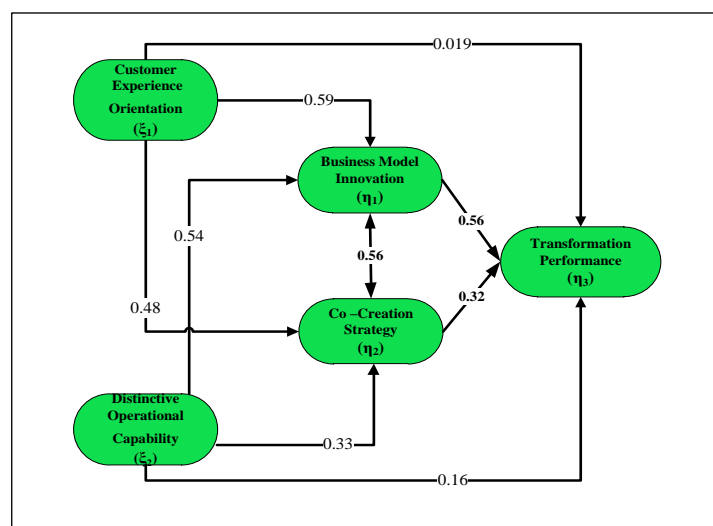 0.019
Customer
Experience
Orientation
(ξ1)
0.59
Business Model
Innovation
(η1)
0.54
0.56
Transformation
Performance
(η3)
0.56
0.48
0.32
Co –Creation
Strategy
(η2)
Distinctive
Operational
Capability
(ξ2)
0.33
0.16